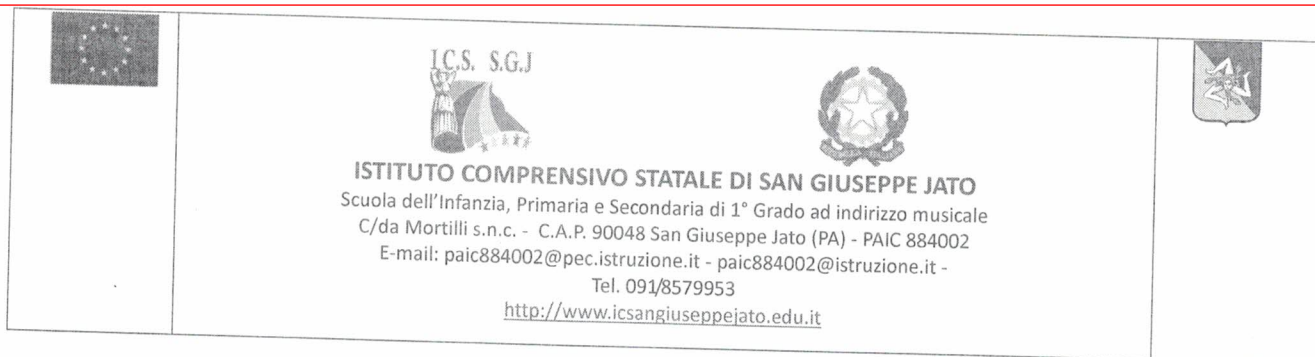 I.C.S. S.G.J
ISTITUTO COMPRENSIVO STATALE DI SAN GIUSEPPE JATO
Scuola dell'Infanzia, Primaria e Secondaria di 1° Grado ad indirizzo musicale
C/da Mortilli s.n.c. - C.A.P. 90048 San Giuseppe Jato (PA) - PAIC 884002
E-mail: paic884002@pec.istruzione.it - paic884002@istruzione.it -
Tel. 091/8579953
http://www.icsangiuseppejato.edu.it